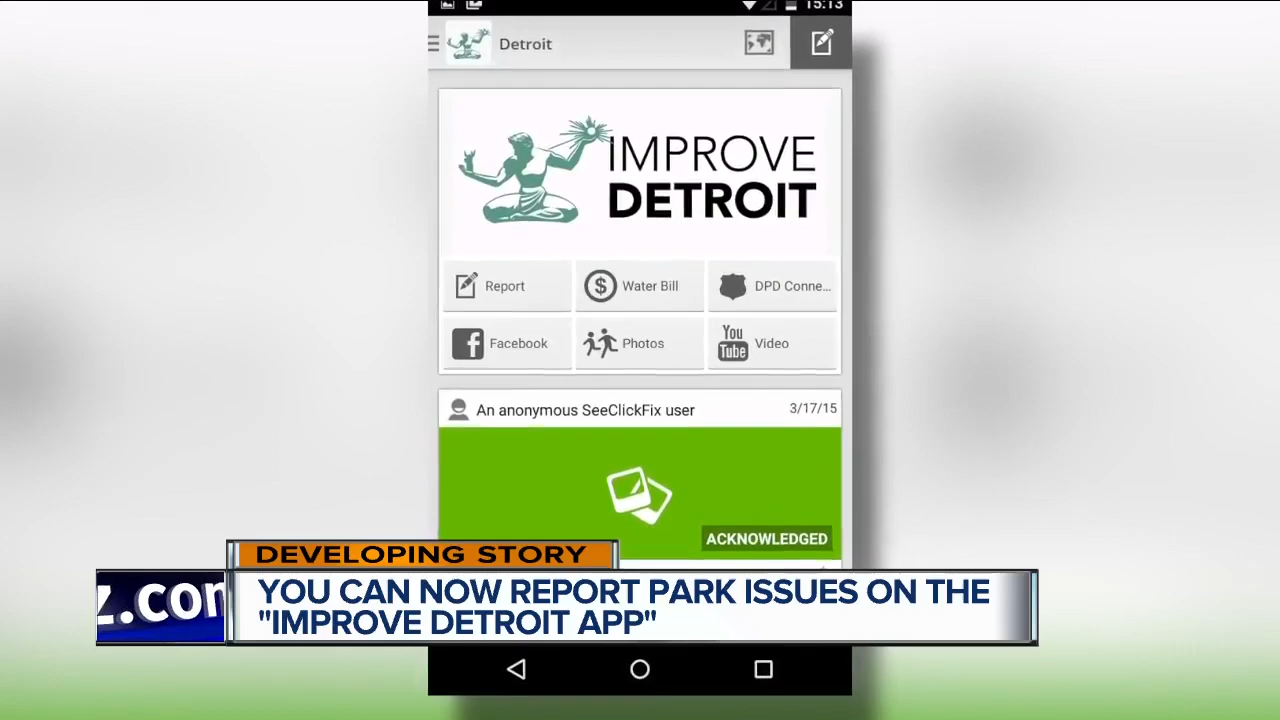 15:13
Detroit
IMPROVE
DETROIT
Report
Water Bill
DPD Conne...
Facebook
Photos
You
Tube
Video
An anonymous SeeClickFix user
3/17/15
ACKNOWLEDGED
DEVELOPING STORY
z.com
YOU CAN NOW REPORT PARK ISSUES ON THE
"IMPROVE DETROIT APP"